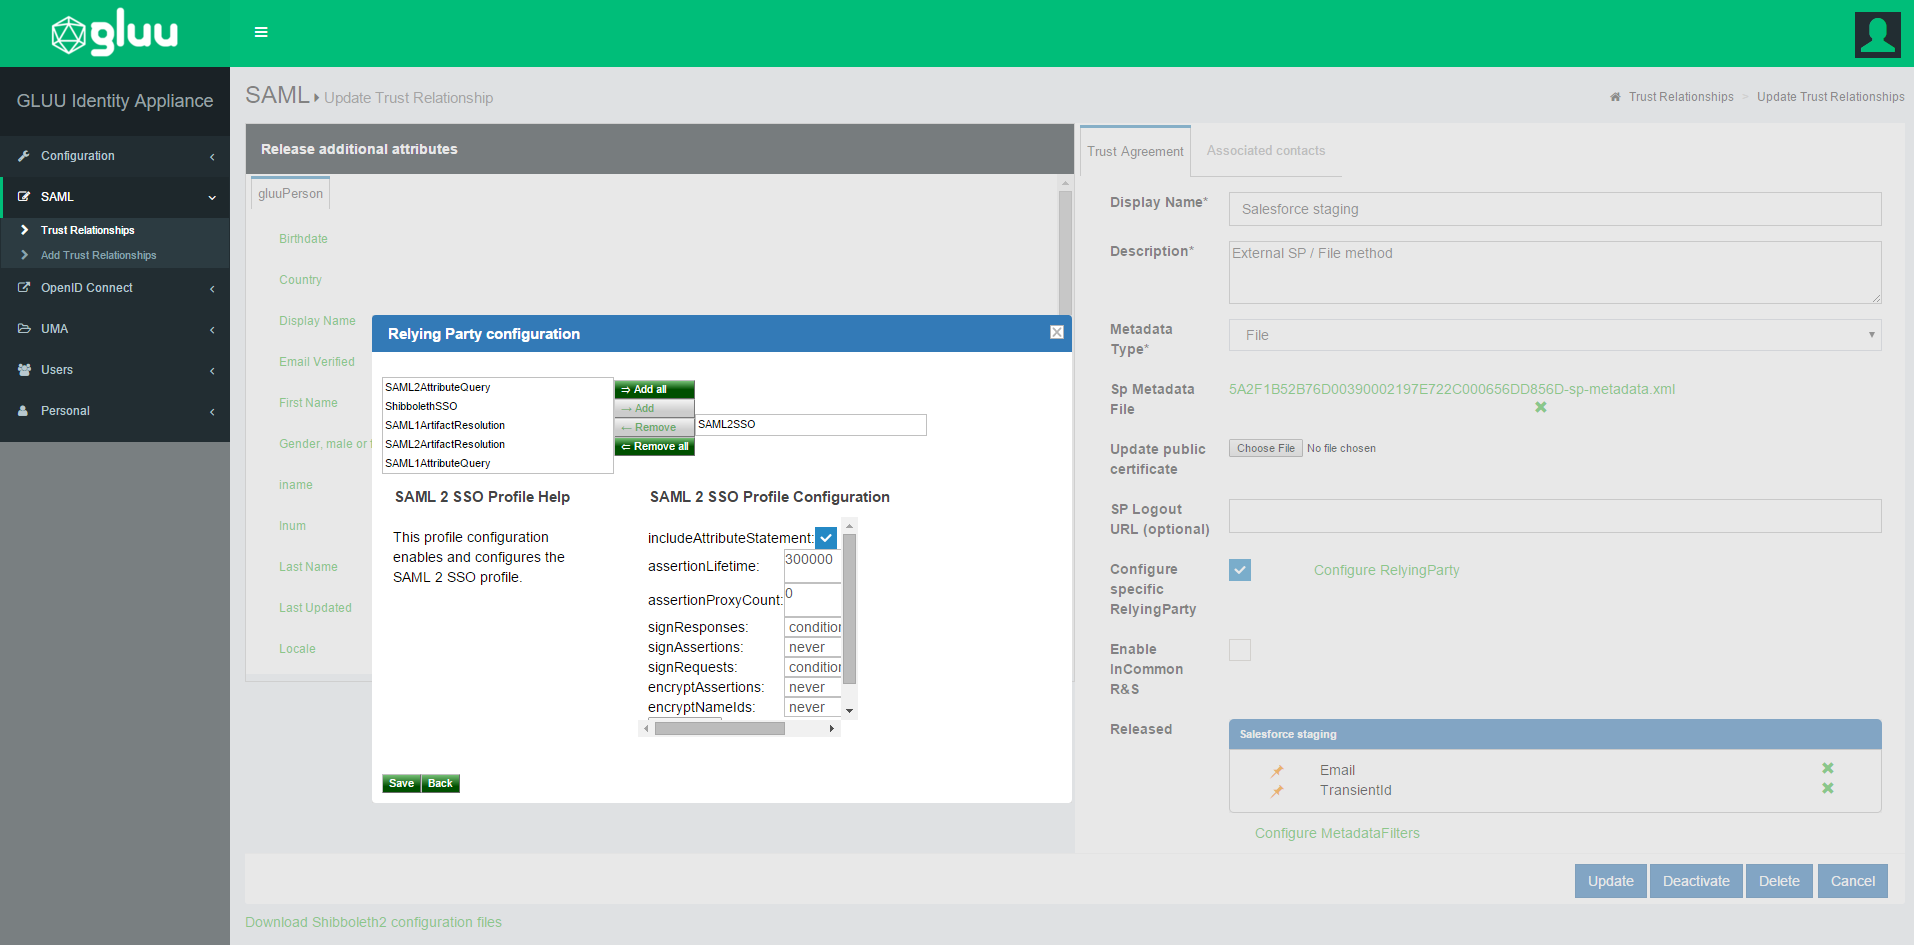 gluu
GLUU Identity Appliance
Configuration
SAML
Trust Relationships
Add Trust Relationships
OpenID Connect
UMA
Users
Personal
SAML Update Trust Relationship
Trust Relationships > Update Trust Relationships
Release additional attributes
gluuPerson
Birthdate
Country
Display Name
Email Verified
First Name
Gender, male or
iname
Inum
Last Name
Last Updated
Locale
Relying Party configuration
SAML2AttributeQuery
ShibbolethSSO
SAML1ArtifactResolution
SAML2ArtifactResolution
SAML1AttributeQuery
⇒ Add all
→ Add
← Remove
⇐ Remove all
SAML2SSO
SAML 2 SSO Profile Help
This profile configuration
enables and configures the
SAML 2 SSO profile.
SAML 2 SSO Profile Configuration
includeAttributeStatement:
assertionLifetime: 300000
assertionProxyCount: 0
signResponses: condition
signAssertions: never
signRequests: condition
encryptAssertions: never
encryptNameIds: never
Save Back
Trust Agreement
Associated contacts
Display Name* Salesforce staging
Description* External SP / File method
Metadata
Type*
File
Sp Metadata
File
5A2F1B52B76D00390002197E722C000656DD856D-sp-metadata.xml
Update public
certificate
Choose File No file chosen
SP Logout
URL (optional)
Configure
specific
RelyingParty
Configure RelyingParty
Enable
InCommon
R&S
Released
Salesforce staging
Email
TransientId
Configure MetadataFilters
Update Deactivate Delete Cancel
Download Shibboleth2 configuration files